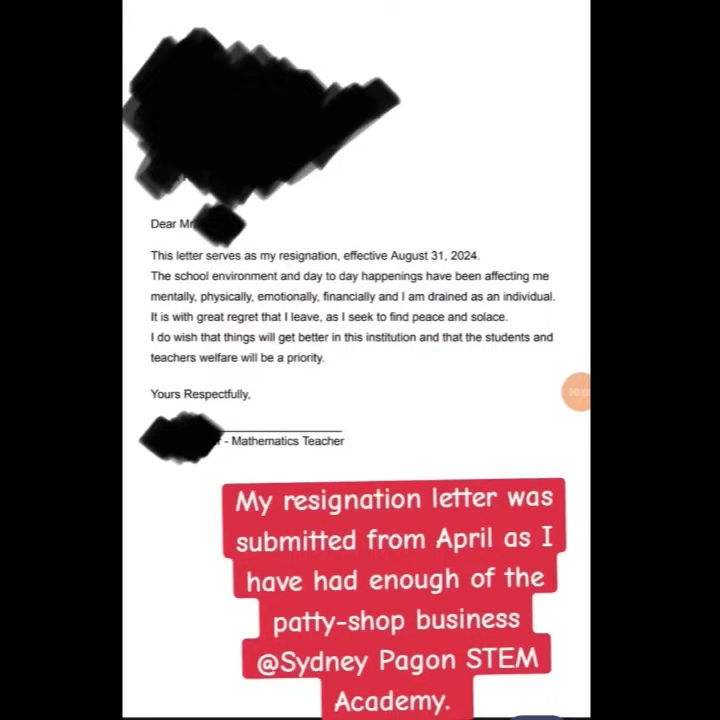 Dear Mr
This letter serves as my resignation, effective August 31, 2024.
The school environment and day to day happenings have been affecting me
mentally, physically, emotionally, financially and I am drained as an individual.
It is with great regret that I leave, as I seek to find peace and solace.
I do wish that things will get better in this institution and that the students and
teachers welfare will be a priority.
Yours Respectfully,
- Mathematics Teacher
My resignation letter was
submitted from April as I
have had enough of the
patty-shop business
@Sydney Pagon STEM
Academy.